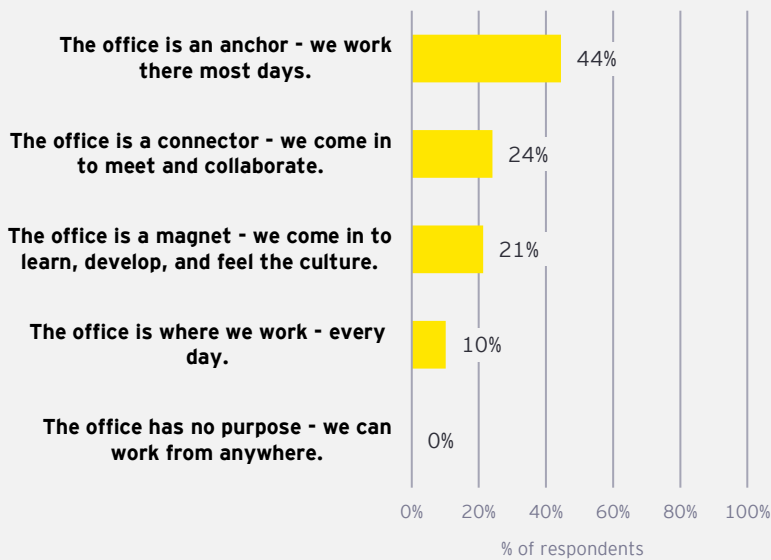 The office is an anchor - we work
there most days.
44%
The office is a connector - we come in
to meet and collaborate.
24%
The office is a magnet - we come in to
learn, develop, and feel the culture.
21%
The office is where we work - every
day.
10%
The office has no purpose - we can
work from anywhere.
0%
0% 20% 40% 60% 80% 100%
% of respondents